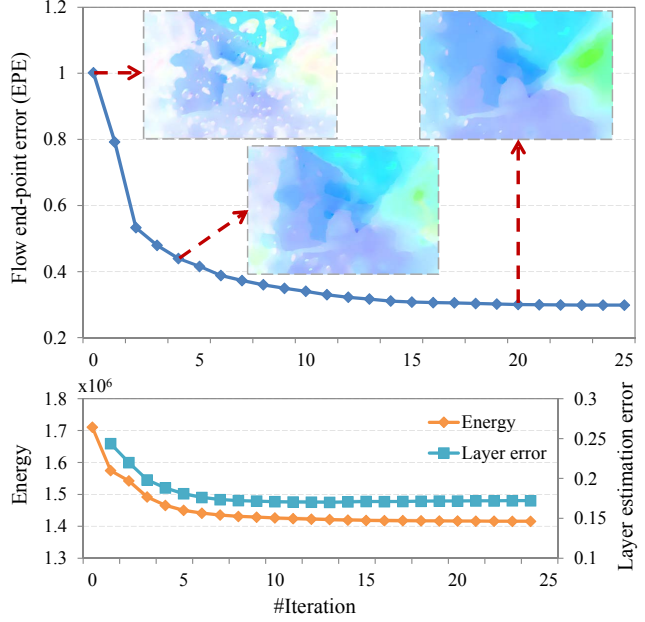 Flow end-point error (EPE)
1.2
1
0.8
0.6
0.4
0.2
0 5 10 15 20 25
x10⁶
Energy
1.8
1.7
1.6
1.5
1.4
1.3
Energy
Layer error
0.3
0.25
0.2
0.15
0.1
Layer estimation error
0 5 10 15 20 25
#Iteration